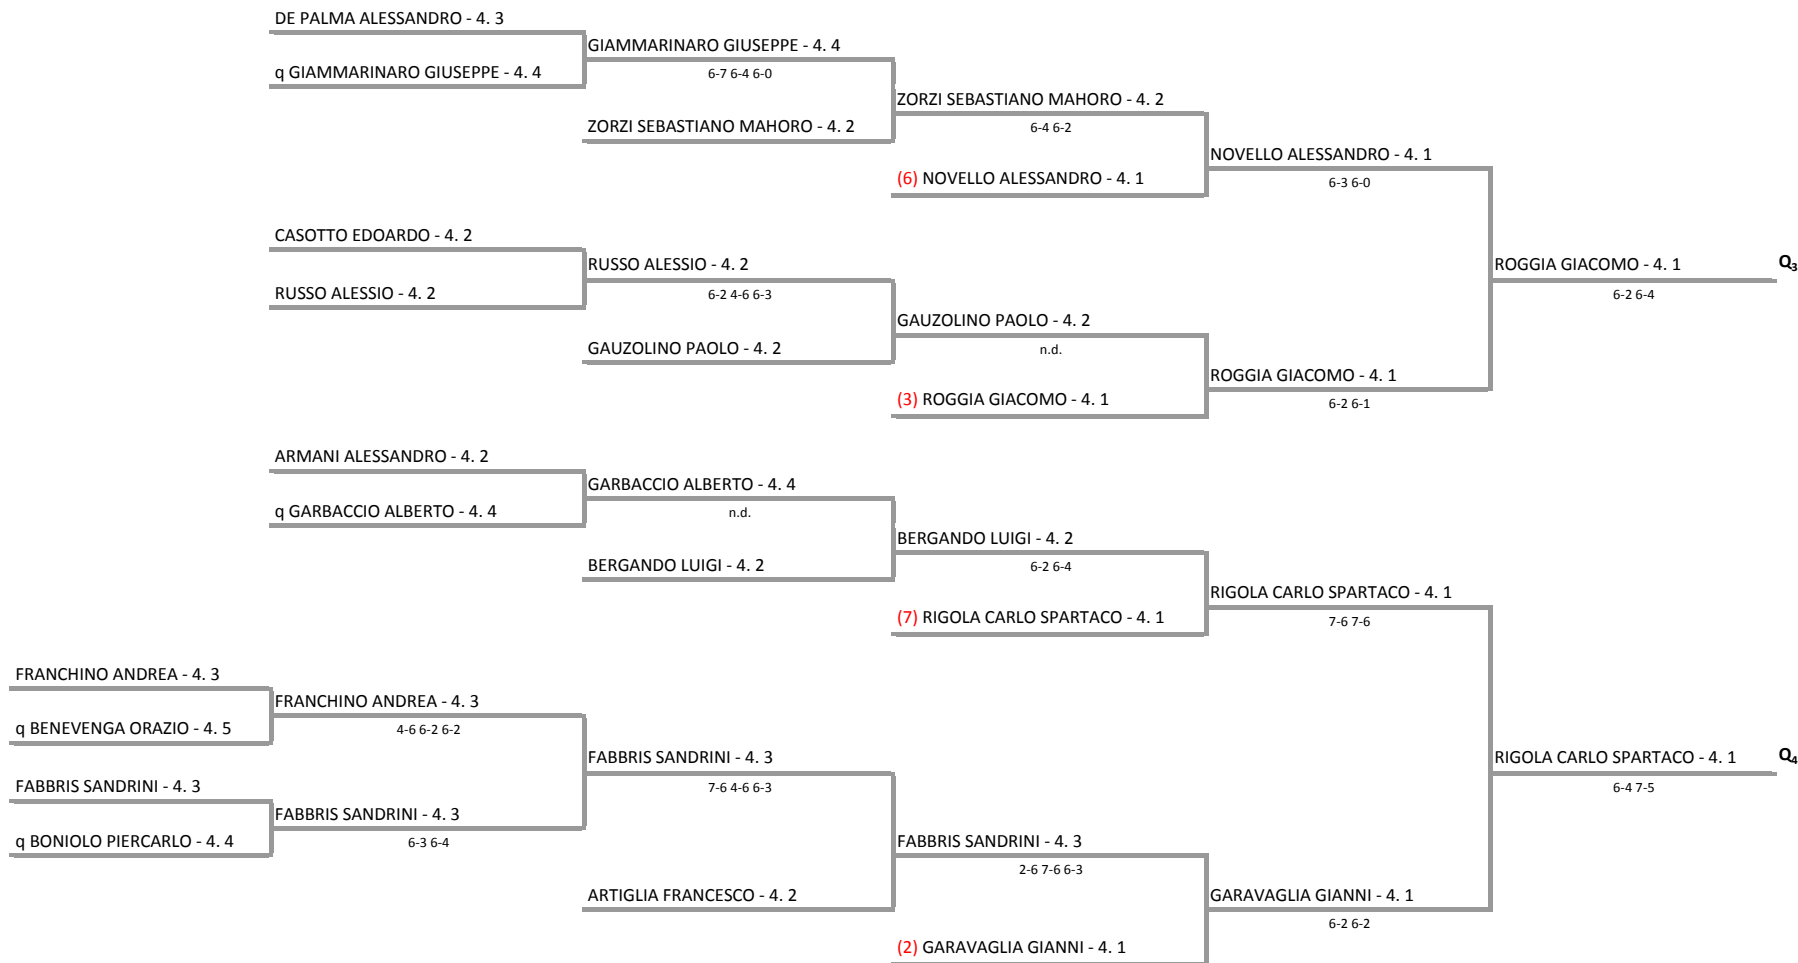 DE PALMA ALESSANDRO - 4. 3
GIAMMARINARO GIUSEPPE - 4. 4
q GIAMMARINARO GIUSEPPE - 4. 4
6-7 6-4 6-0
ZORZI SEBASTIANO MAHORO - 4. 2
ZORZI SEBASTIANO MAHORO - 4. 2
6-4 6-2
NOVELLO ALESSANDRO - 4. 1
(6) NOVELLO ALESSANDRO - 4. 1
6-3 6-0
CASOTTO EDOARDO - 4. 2
RUSSO ALESSIO - 4. 2
ROGGIA GIACOMO - 4. 1
Q3
RUSSO ALESSIO - 4. 2
6-2 4-6 6-3
6-2 6-4
GAUZOLINO PAOLO - 4. 2
GAUZOLINO PAOLO - 4. 2
n.d.
ROGGIA GIACOMO - 4. 1
(3) ROGGIA GIACOMO - 4. 1
6-2 6-1
ARMANI ALESSANDRO - 4. 2
GARBACCIO ALBERTO - 4. 4
q GARBACCIO ALBERTO - 4. 4
n.d.
BERGANDO LUIGI - 4. 2
BERGANDO LUIGI - 4. 2
6-2 6-4
RIGOLA CARLO SPARTACO - 4. 1
(7) RIGOLA CARLO SPARTACO - 4. 1
7-6 7-6
FRANCHINO ANDREA - 4. 3
FRANCHINO ANDREA - 4. 3
q BENEVENGA ORAZIO - 4. 5
4-6 6-2 6-2
FABBRIS SANDRINI - 4. 3
RIGOLA CARLO SPARTACO - 4. 1
Q4
FABBRIS SANDRINI - 4. 3
7-6 4-6 6-3
6-4 7-5
FABBRIS SANDRINI - 4. 3
q BONIOLO PIERCARLO - 4. 4
6-3 6-4
FABBRIS SANDRINI - 4. 3
2-6 7-6 6-3
ARTIGLIA FRANCESCO - 4. 2
GARAVAGLIA GIANNI - 4. 1
6-2 6-2
(2) GARAVAGLIA GIANNI - 4. 1